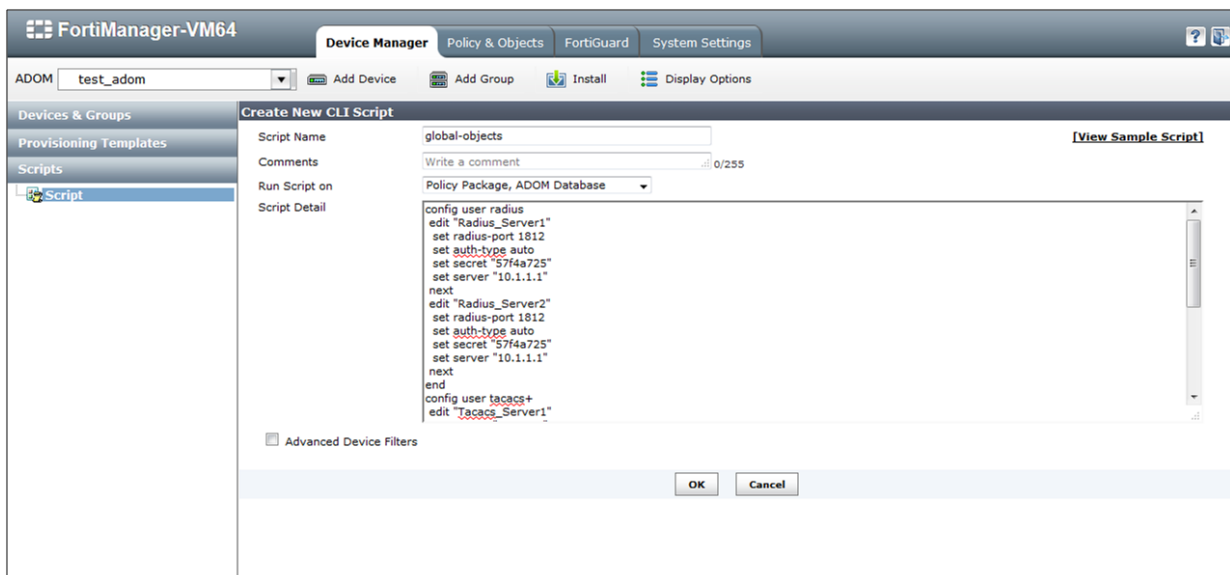 FortiManager-VM64
Device Manager Policy & Objects FortiGuard System Settings
?
ADOM test_adom Add Device Add Group Install Display Options
Devices & Groups
Provisioning Templates
Scripts
Script
Create New CLI Script
Script Name global-objects [View Sample Script]
Comments Write a comment 0/255
Run Script on Policy Package, ADOM Database
Script Detail
config user radius
edit "Radius_Server1"
set radius-port 1812
set auth-type auto
set secret "57f4a725"
set server "10.1.1.1"
next
edit "Radius_Server2"
set radius-port 1812
set auth-type auto
set secret "57f4a725"
set server "10.1.1.1"
next
end
config user tacacs+
edit "Tacacs_Server1"
Advanced Device Filters
OK Cancel